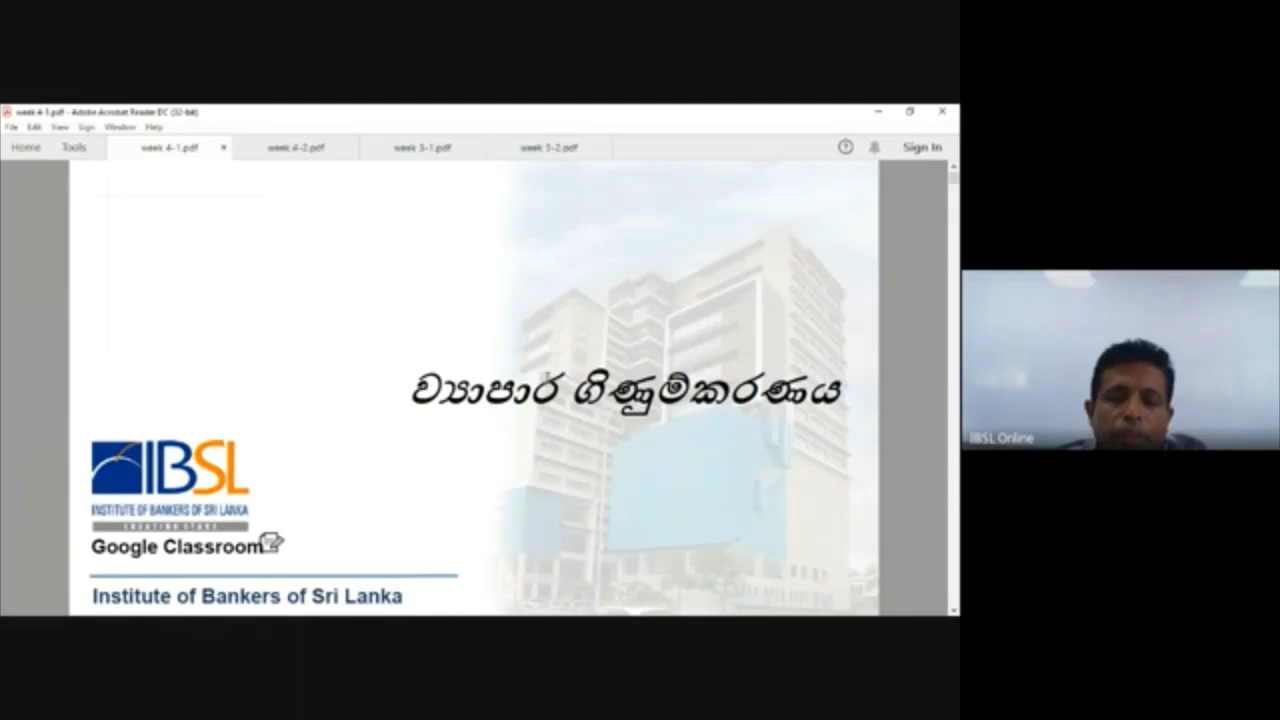 week 4-1.pdf - Adobe Acrobat Reader DC (32-bit)
File Edit View Sign Window Help
Home Tools week 4-1.pdf × week 4-2.pdf week 3-1.pdf week 3-2.pdf Sign In
ව්‍යාපාර ගිණුම්කරණය
IBSL
INSTITUTE OF BANKERS OF SRI LANKA
Google Classroom
Institute of Bankers of Sri Lanka
IBSL Online